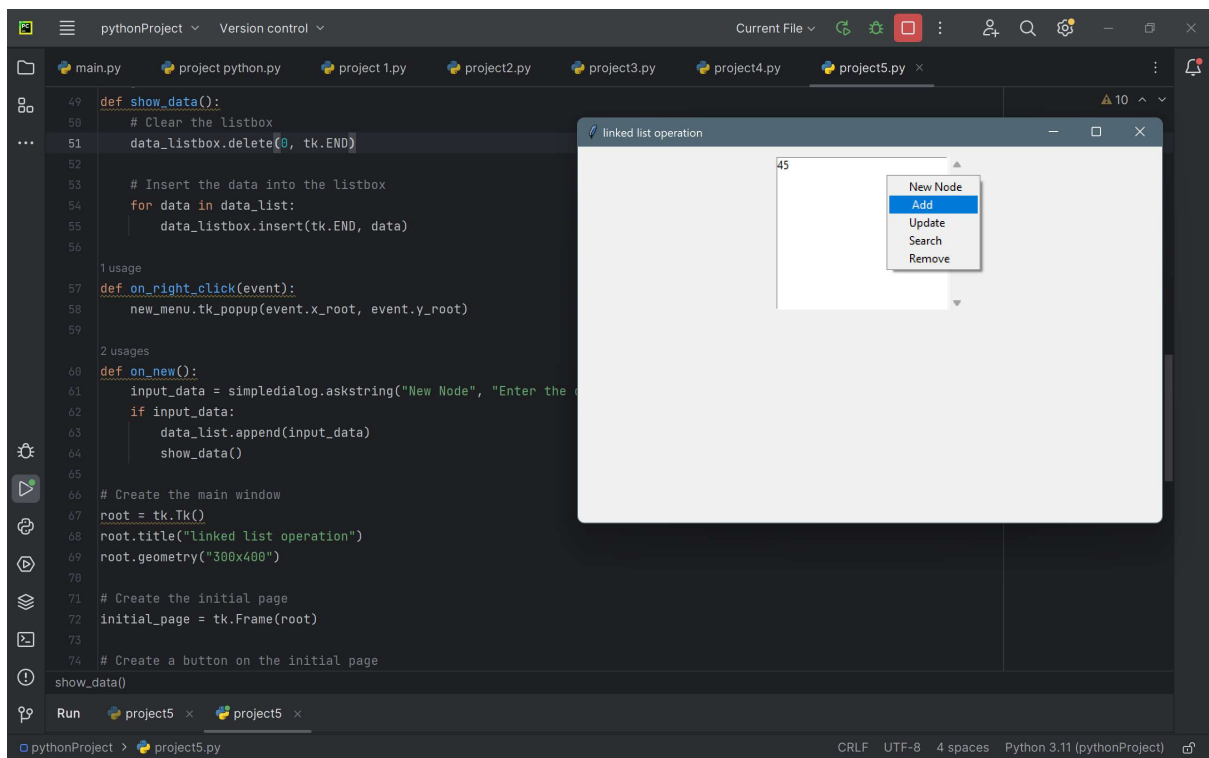 PC pythonProject Version control Current File
main.py project python.py project 1.py project2.py project3.py project4.py project5.py
49 def show_data(): 10
50 # Clear the listbox
51 data_listbox.delete(0, tk.END)
52
53 # Insert the data into the listbox
54 for data in data_list:
55 data_listbox.insert(tk.END, data)
56
1 usage
57 def on_right_click(event):
58 new_menu.tk_popup(event.x_root, event.y_root)
59
2 usages
60 def on_new():
61 input_data = simpledialog.askstring("New Node", "Enter the
62 if input_data:
63 data_list.append(input_data)
64 show_data()
65
66 # Create the main window
67 root = tk.Tk()
68 root.title("linked list operation")
69 root.geometry("300x400")
70
71 # Create the initial page
72 initial_page = tk.Frame(root)
73
74 # Create a button on the initial page
linked list operation
45
New Node
Add
Update
Search
Remove
show_data()
Run project5 project5
pythonProject > project5.py CRLF UTF-8 4 spaces Python 3.11 (pythonProject)